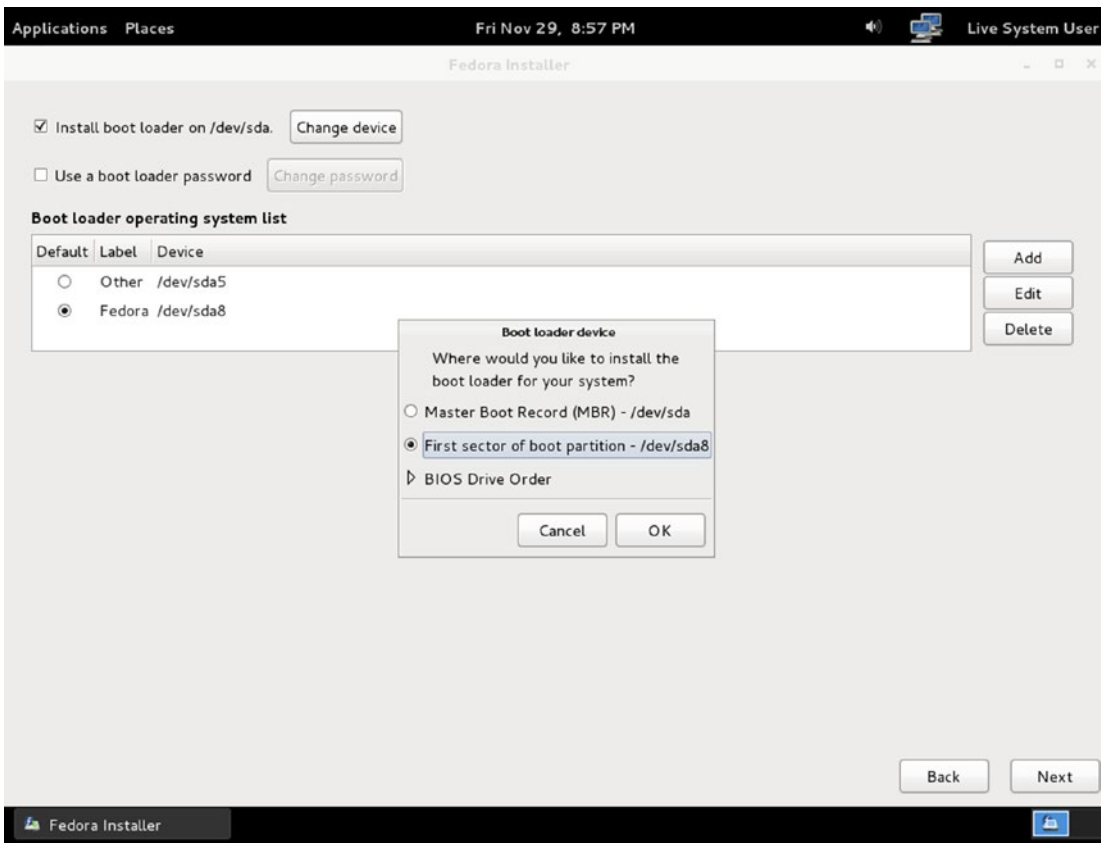 Applications Places Fri Nov 29, 8:57 PM Live System User
Fedora Installer
Install boot loader on /dev/sda. Change device
Use a boot loader password Change password
Boot loader operating system list
Default Label Device
Other /dev/sda5
Fedora /dev/sda8
Add
Edit
Delete
Boot loader device
Where would you like to install the
boot loader for your system?
Master Boot Record (MBR) - /dev/sda
First sector of boot partition - /dev/sda8
BIOS Drive Order
Cancel OK
Back Next
Fedora Installer